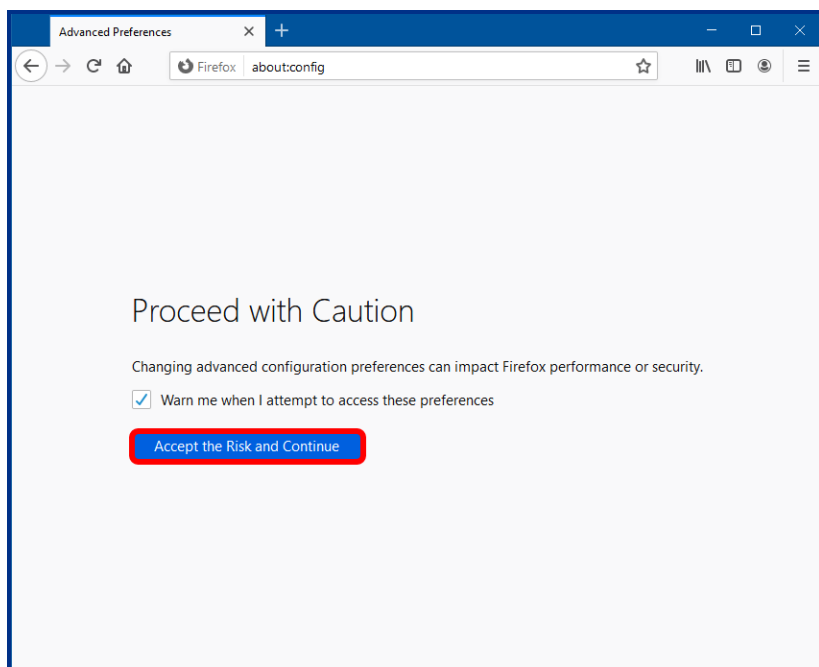 Advanced Preferences
Firefox about:config
Proceed with Caution
Changing advanced configuration preferences can impact Firefox performance or security.
Warn me when I attempt to access these preferences
Accept the Risk and Continue